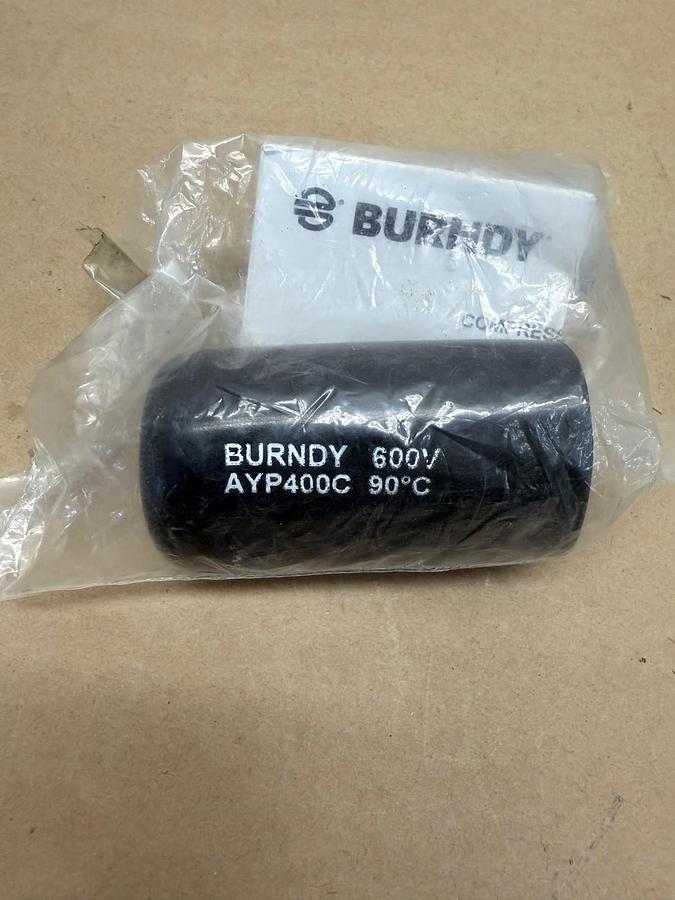 BURNDY
COMPRESS
BURNDY 600V
AYP400C 90°C